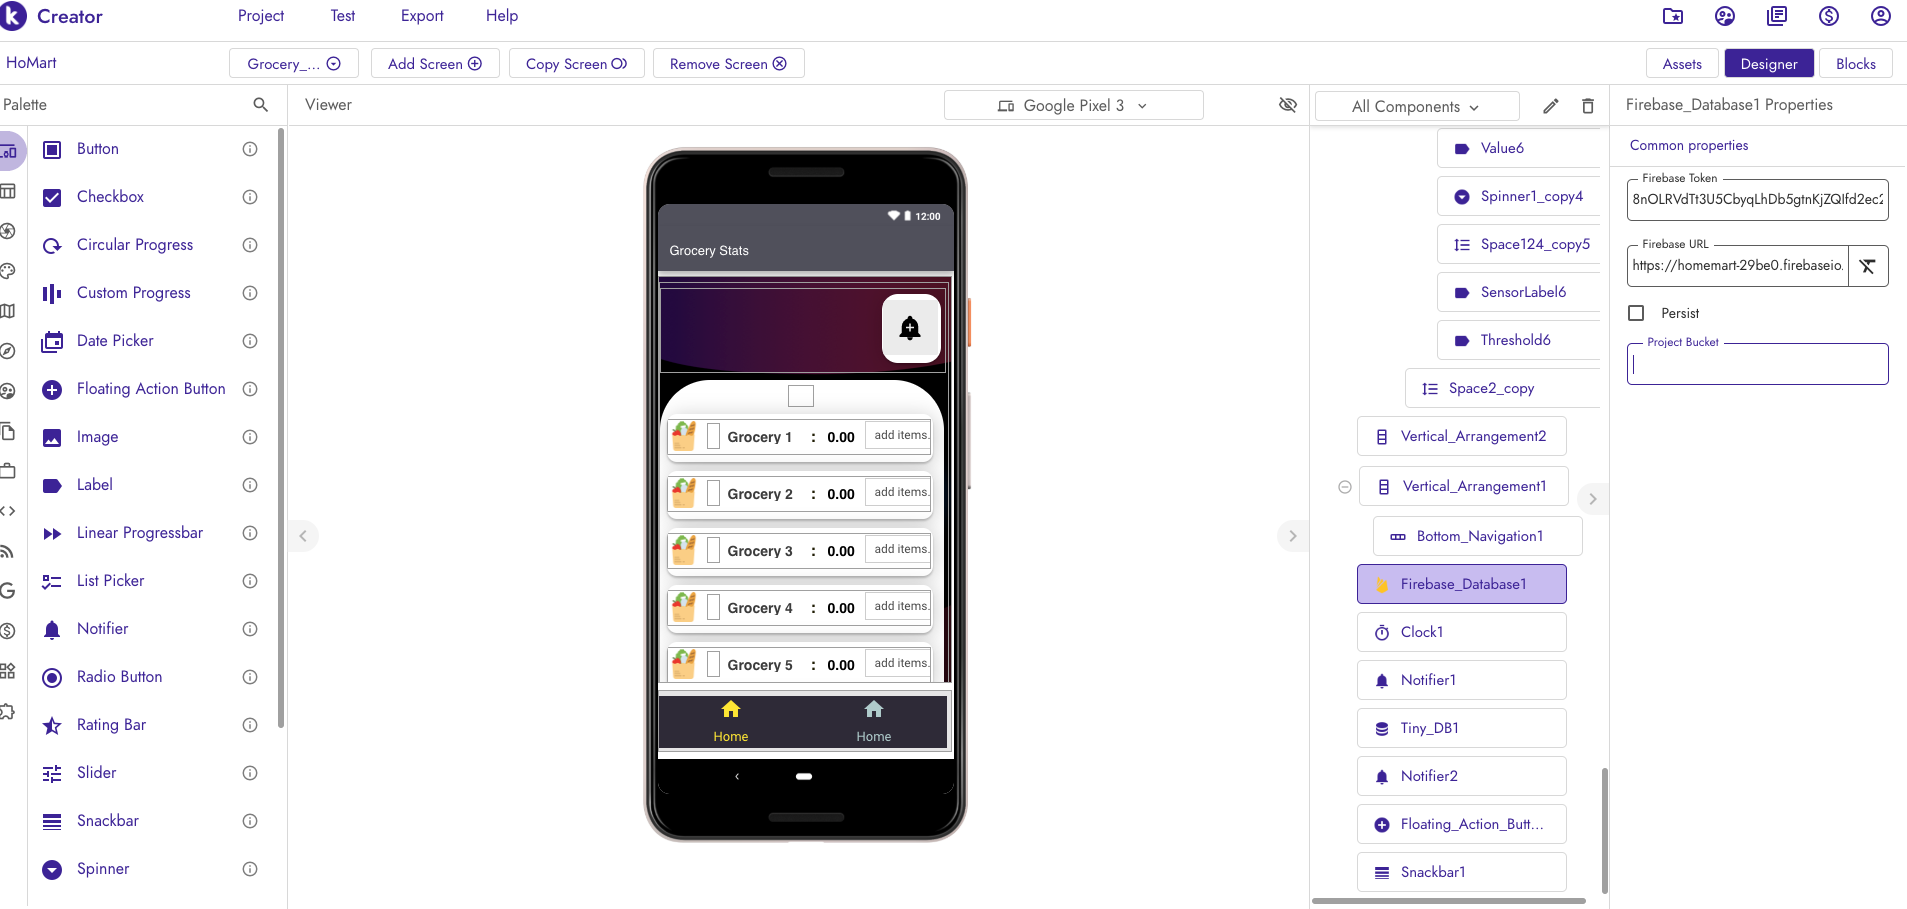 Creator
Project
Test
Export
Help
HoMart
Grocery_...
Add Screen
Copy Screen
Remove Screen
Assets
Designer
Blocks
Palette
Viewer
Google Pixel 3
All Components
Firebase_Database1 Properties
Button
Checkbox
Circular Progress
Custom Progress
Date Picker
Floating Action Button
Image
Label
Linear Progressbar
List Picker
Notifier
Radio Button
Rating Bar
Slider
Snackbar
Spinner
12:00
Grocery Stats
Grocery 1 : 0.00 add items.
Grocery 2 : 0.00 add items.
Grocery 3 : 0.00 add items.
Grocery 4 : 0.00 add items.
Grocery 5 : 0.00 add items.
Home
Home
Value6
Spinner1_copy4
Space124_copy5
SensorLabel6
Threshold6
Space2_copy
Vertical_Arrangement2
Vertical_Arrangement1
Bottom_Navigation1
Firebase_Database1
Clock1
Notifier1
Tiny_DB1
Notifier2
Floating_Action_Butt...
Snackbar1
Common properties
Firebase Token
8nOLRVdTt3U5CbyqLhDb5gtnKjZQIfd2ec2
Firebase URL
https://homemart-29be0.firebaseio.
Persist
Project Bucket